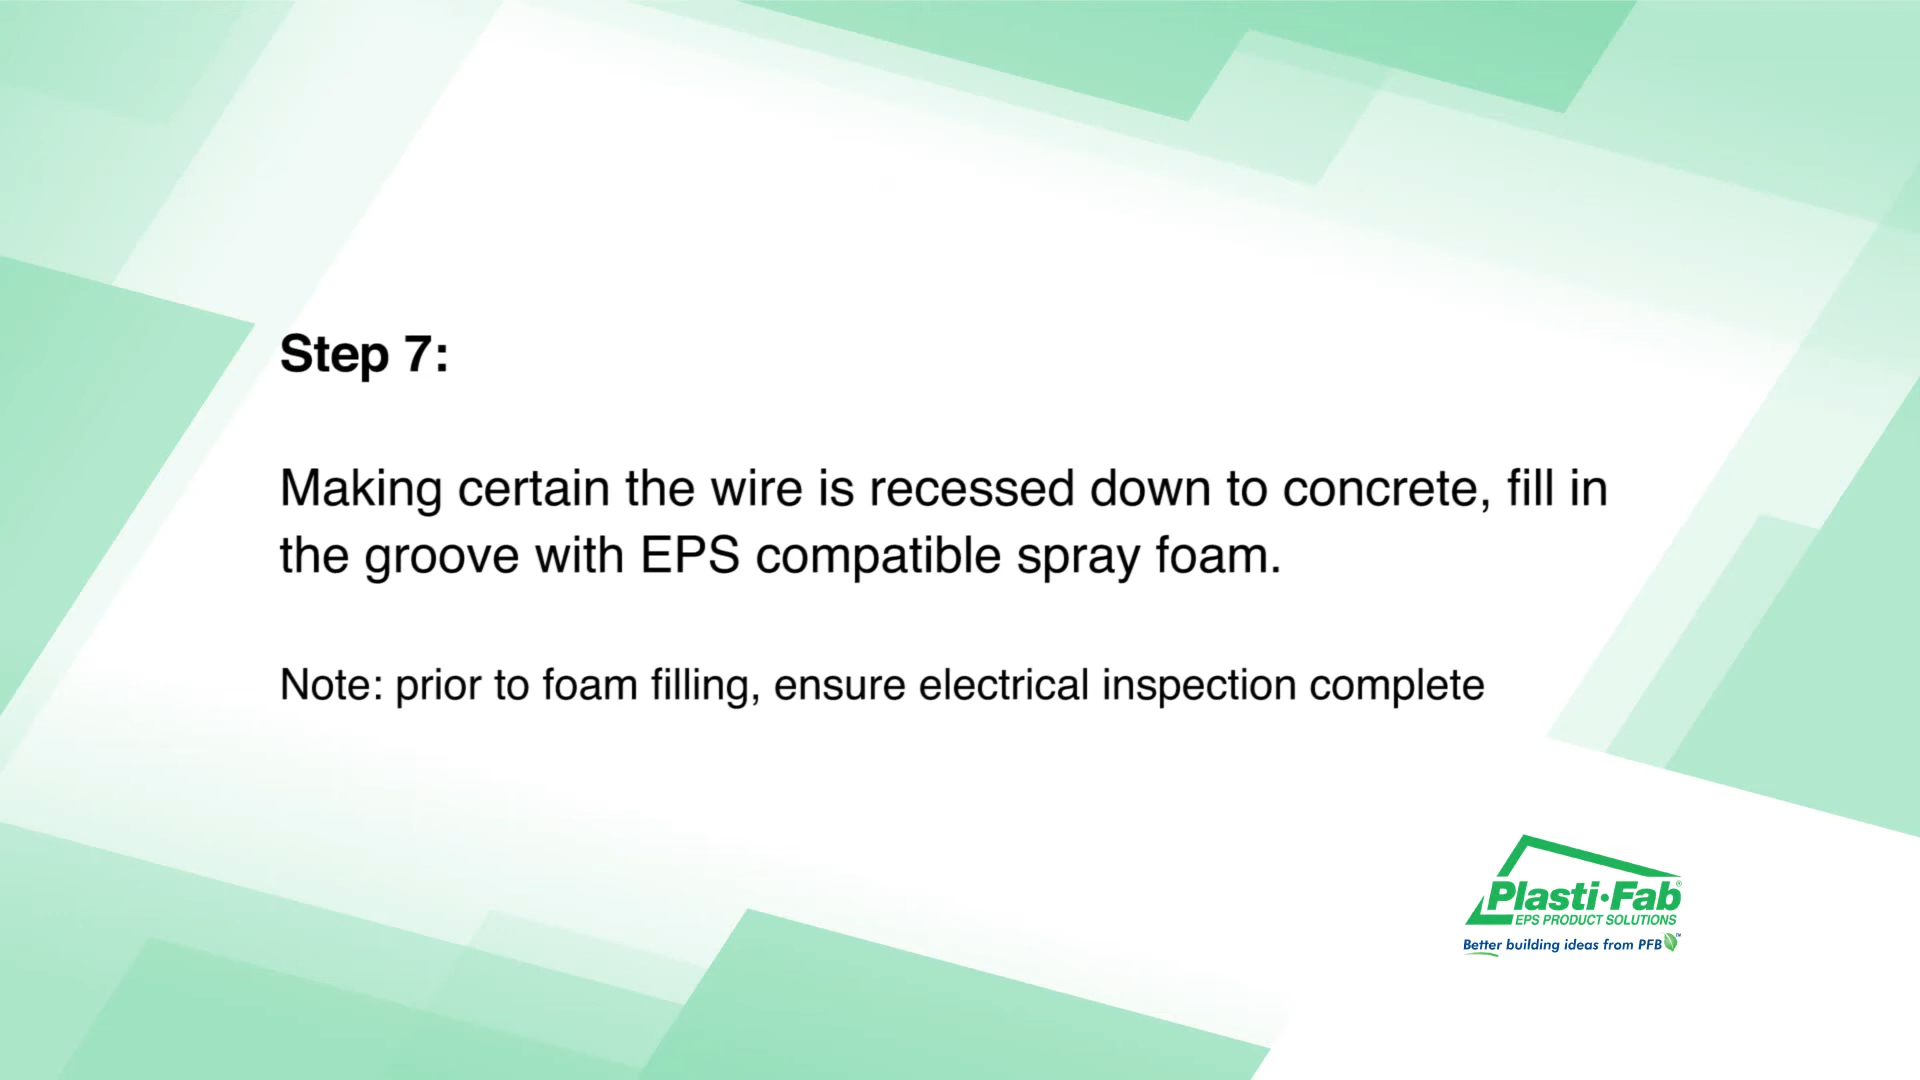 Step 7:
Making certain the wire is recessed down to concrete, fill in
the groove with EPS compatible spray foam.
Note: prior to foam filling, ensure electrical inspection complete
Plasti·Fab®
EPS PRODUCT SOLUTIONS
Better building ideas from PFB™